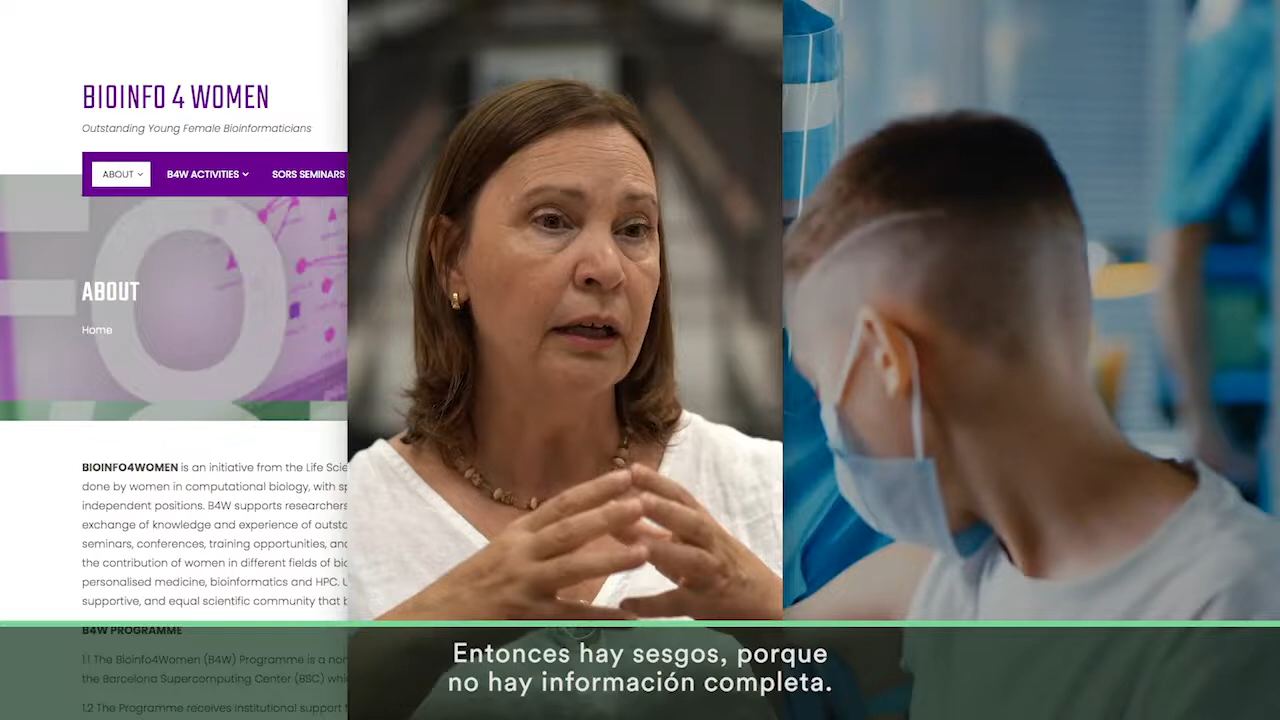 BIOINFO 4 WOMEN
Outstanding Young Female Bioinformaticians
ABOUT
B4W ACTIVITIES
SORS SEMINARS
FO
ABOUT
Home
BIOINFO4WOMEN is an initiative from the Life Scie
done by women in computational biology, with sp
independent positions. B4W supports researchers
exchange of knowledge and experience of outsta
seminars, conferences, training opportunities, and
the contribution of women in different fields of bio
personalised medicine, bioinformatics and HPC. U
supportive, and equal scientific community that b
B4W PROGRAMME
1.1 The Bioinfo4Women (B4W) Programme is a non
the Barcelona Supercomputing Center (BSC) whi
1.2 The Programme receives institutional support
Entonces hay sesgos, porque
no hay información completa.